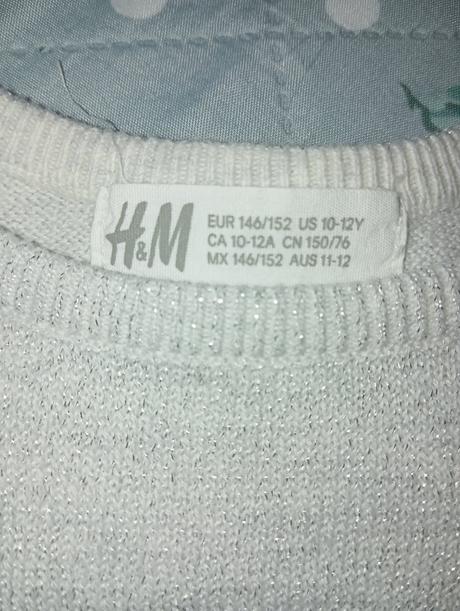 H&M
EUR 146/152 US 10-12Y
CA 10-12A CN 150/76
MX 146/152 AUS 11-12